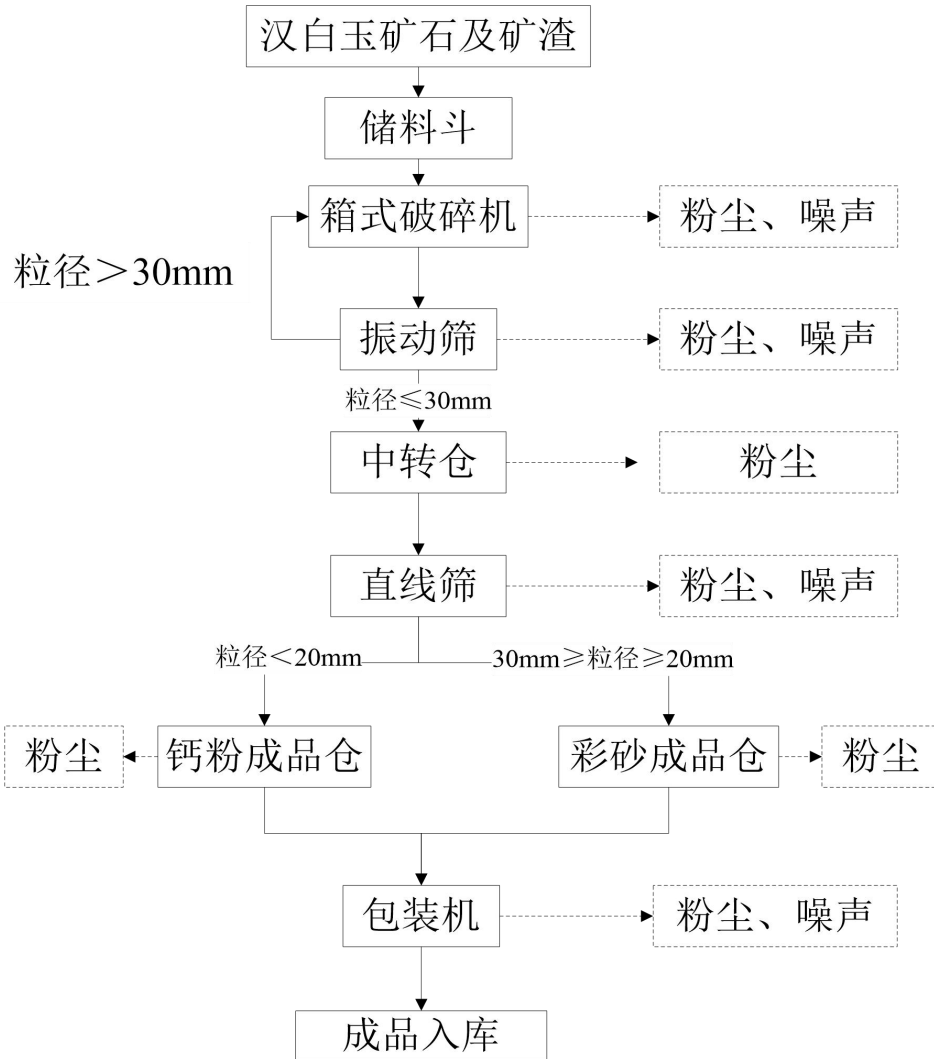 汉白玉矿石及矿渣
储料斗
箱式破碎机
粉尘、噪声
粒径＞30mm
振动筛
粉尘、噪声
粒径≤30mm
中转仓
粉尘
直线筛
粉尘、噪声
粒径＜20mm
30mm≥粒径≥20mm
粉尘
钙粉成品仓
彩砂成品仓
粉尘
包装机
粉尘、噪声
成品入库